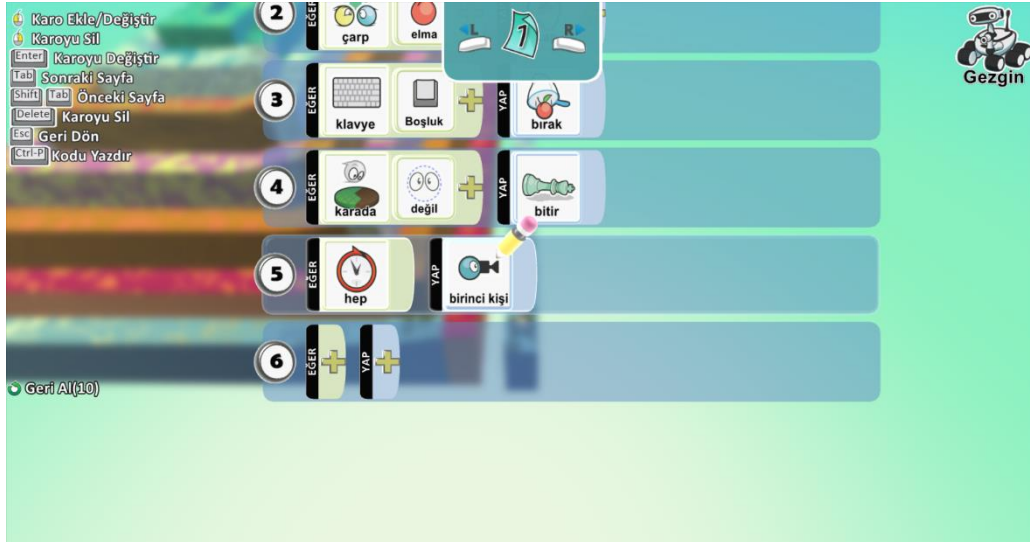 Karo Ekle/Değiştir
Karoyu Sil
Enter Karoyu Değiştir
Tab Sonraki Sayfa
Shift Tab Önceki Sayfa
Delete Karoyu Sil
Esc Geri Dön
Ctrl-P Kodu Yazdır
Geri Al(10)
L 1 R
Gezgin
2 EĞER çarp elma
3 EĞER klavye Boşluk YAP bırak
4 EĞER karada değil YAP bitir
5 EĞER hep YAP birinci kişi
6 EĞER YAP